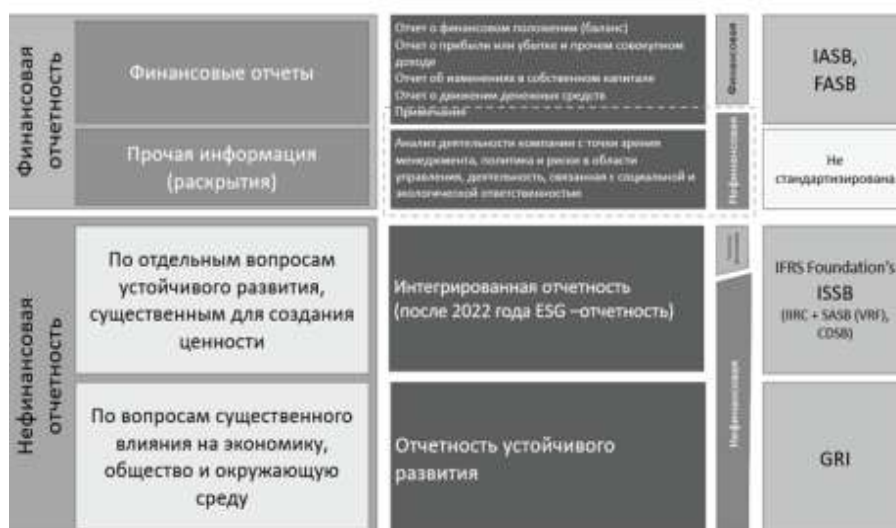 Финансовая
отчетность
Финансовые отчеты
Отчет о финансовом положении (баланс)
Отчет о прибыли или убытке и прочем совокупном
доходе
Отчет об изменениях в собственном капитале
Отчет о движении денежных средств
Примечания
Финансовая
IASB,
FASB
Прочая информация
(раскрытия)
Анализ деятельности компании с точки зрения
менеджмента, политика и риски в области
управления, деятельность, связанная с социальной и
экологической ответственностью
Нефинансовая
Не
стандартизирована
Нефинансовая
отчетность
По отдельным вопросам
устойчивого развития,
существенным для создания
ценности
Интегрированная отчетность
(после 2022 года ESG –отчетность)
IFRS Foundation's
ISSB
(IIRC + SASB (VRF),
CDSB)
По вопросам существенного
влияния на экономику,
общество и окружающую
среду
Отчетность устойчивого
развития
Нефинансовая
GRI